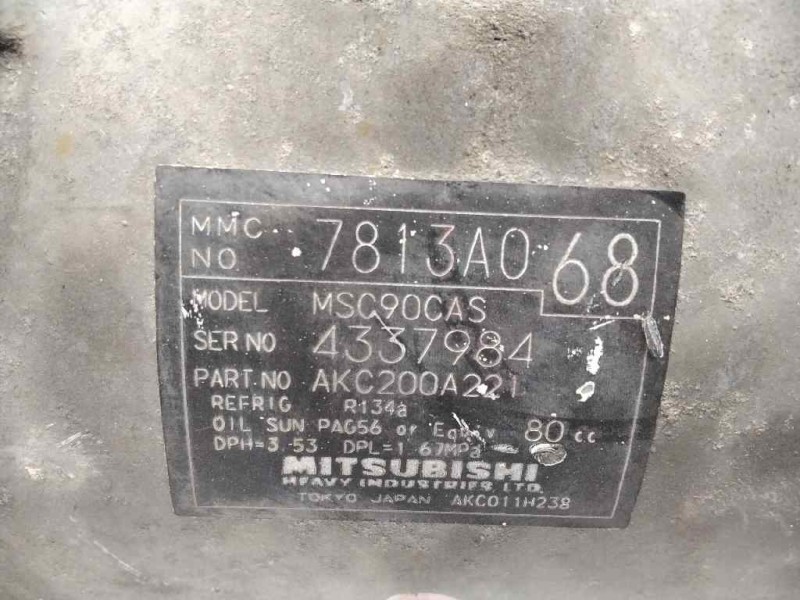 MMC NO. 7813A068
MODEL MSC90CAS
SER NO 4337984
PART.NO AKC200A221
REFRIG R134a
OIL SUN PAG56 or Equiv 80 cc
DPH=3.53 DPL=1.67MPa
MITSUBISHI
HEAVY INDUSTRIES, LTD.
TOKYO JAPAN AKC011H238